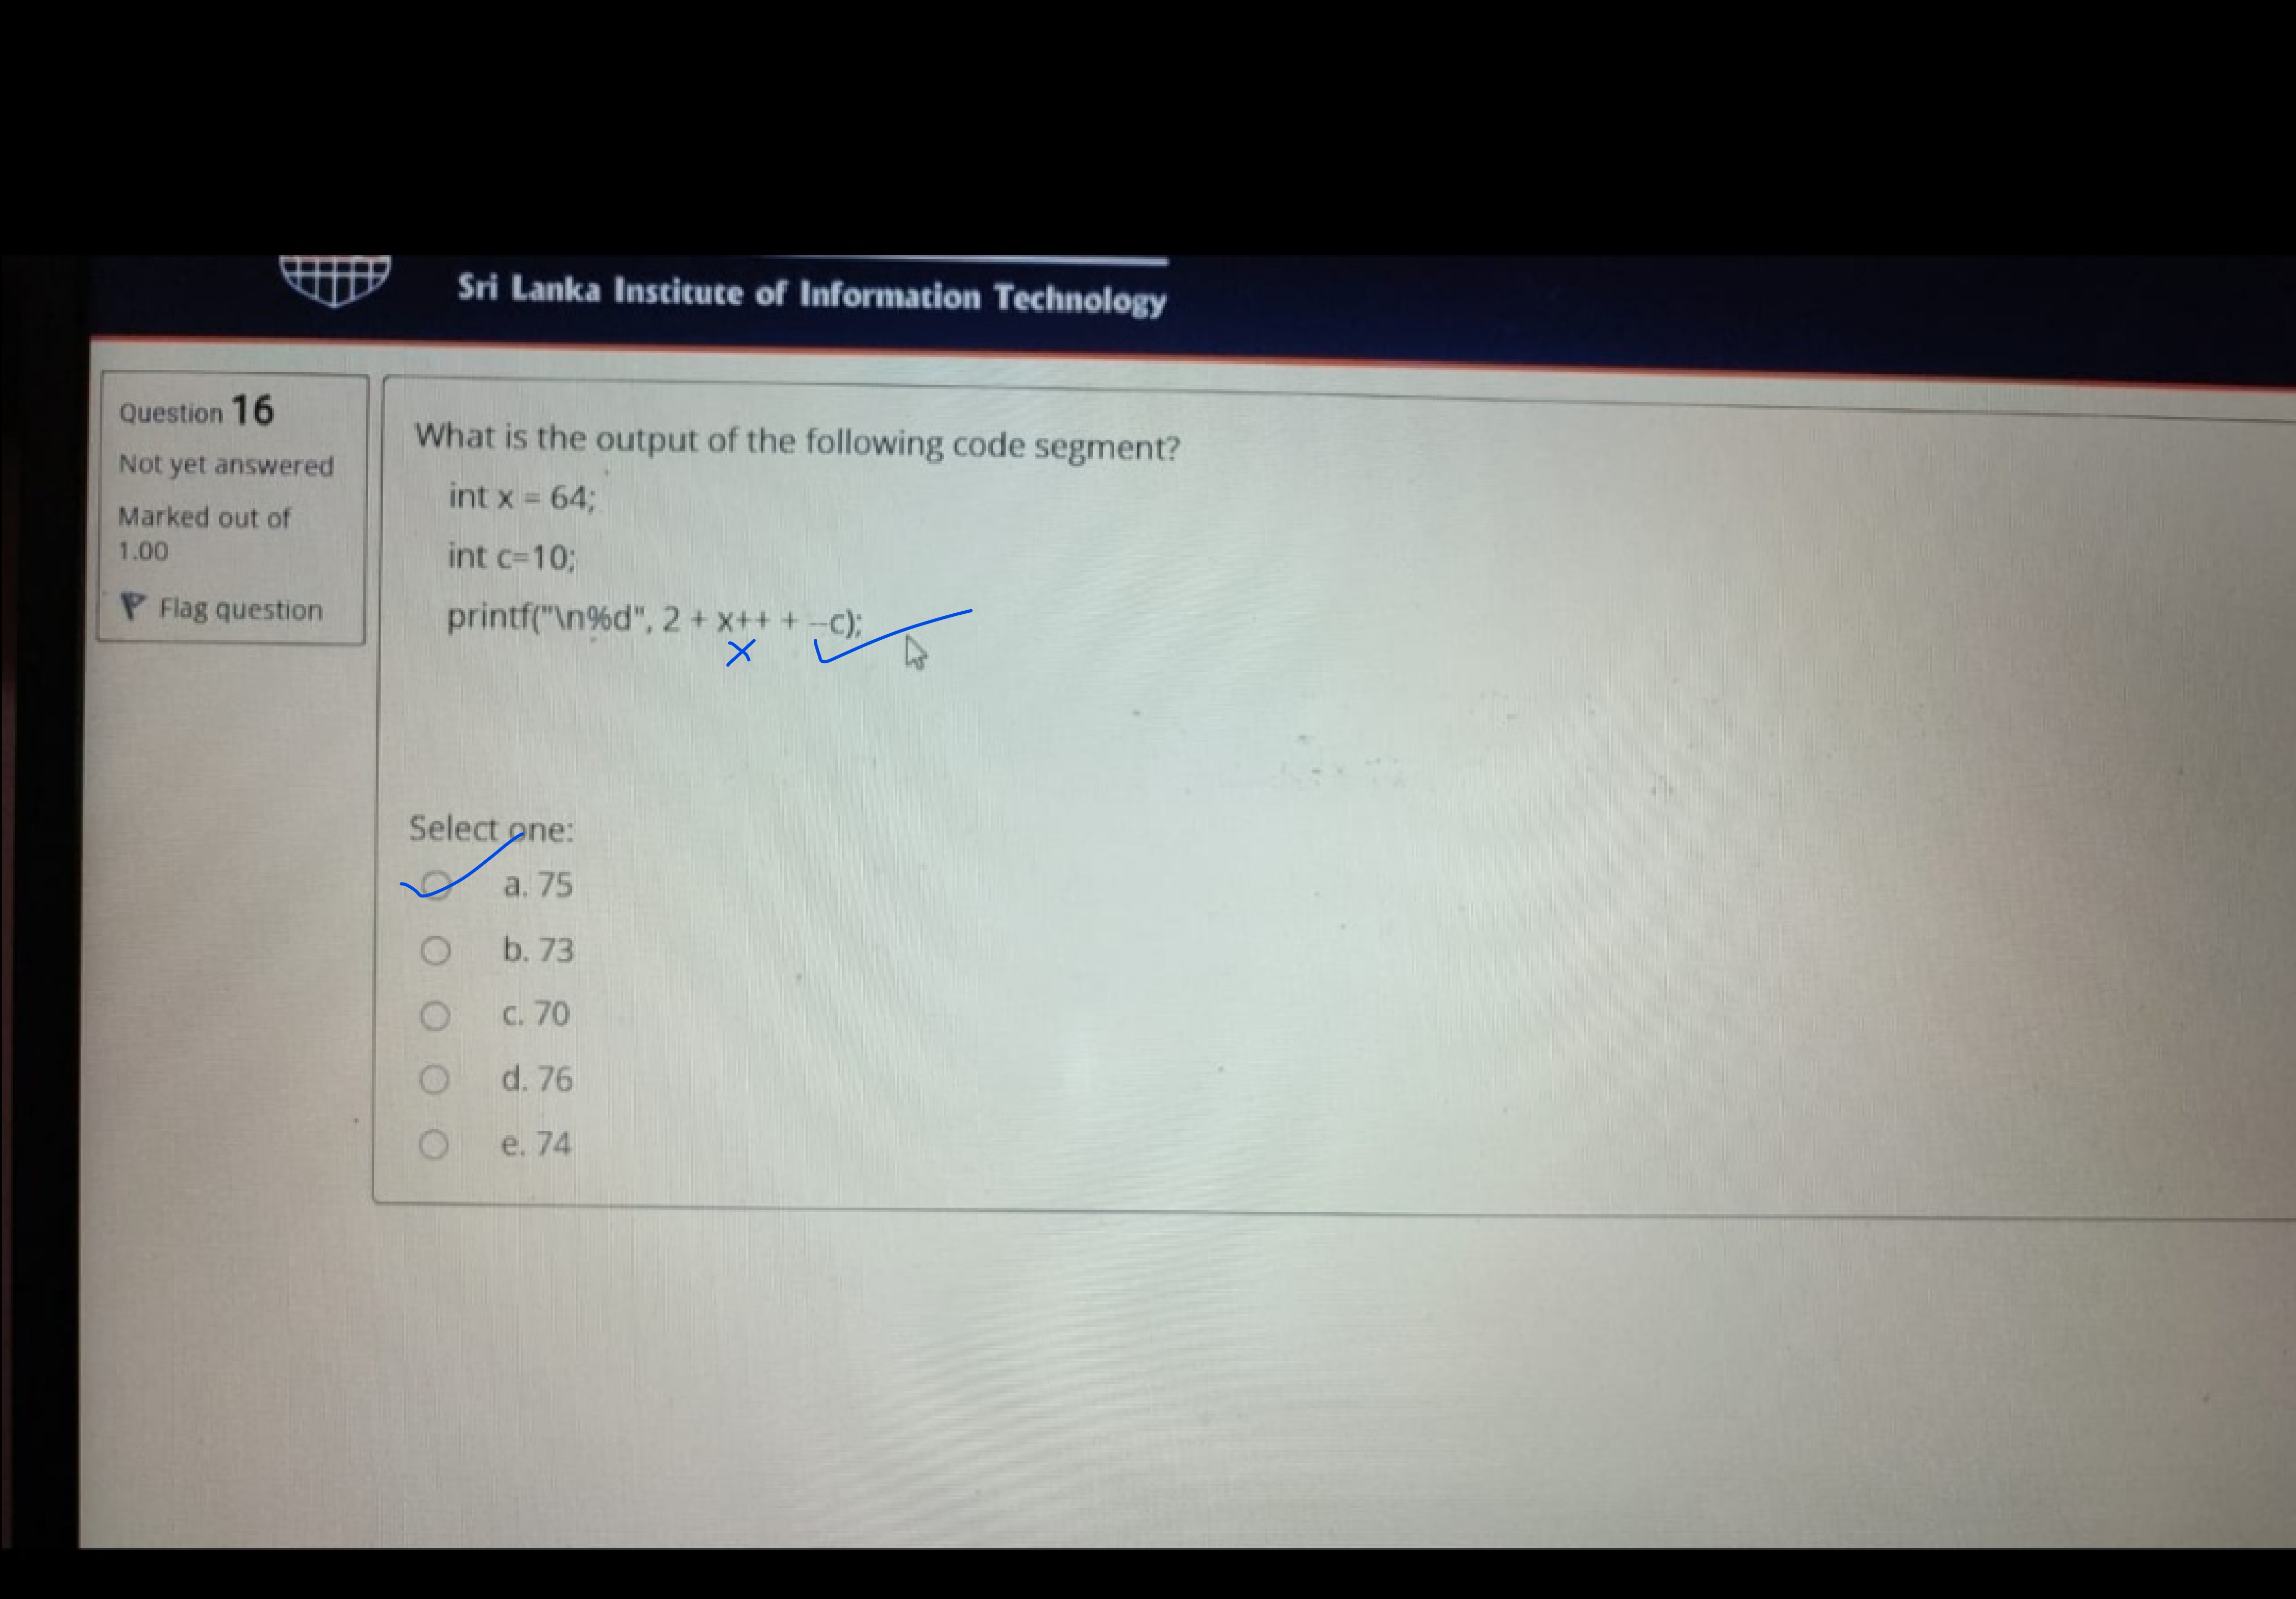 Sri Lanka Institute of Information Technology
Question 16
Not yet answered
Marked out of
1.00
Flag question
What is the output of the following code segment?
int x = 64;
int c=10;
printf("\n%d", 2 + x++ + --c);
Select one:
a. 75
b. 73
c. 70
d. 76
e. 74